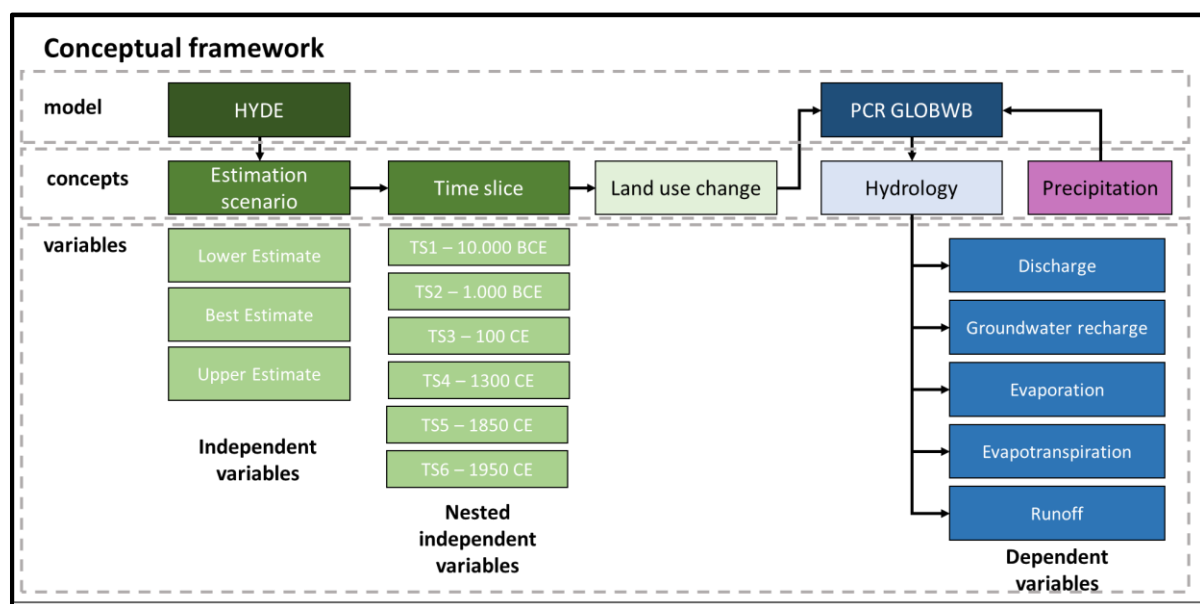 Conceptual framework
model
HYDE
PCR GLOBWB
concepts
Estimation
scenario
Time slice
Land use change
Hydrology
Precipitation
variables
Lower Estimate
Best Estimate
Upper Estimate
Independent
variables
TS1 – 10.000 BCE
TS2 – 1.000 BCE
TS3 – 100 CE
TS4 – 1300 CE
TS5 – 1850 CE
TS6 – 1950 CE
Nested
independent
variables
Discharge
Groundwater recharge
Evaporation
Evapotranspiration
Runoff
Dependent
variables